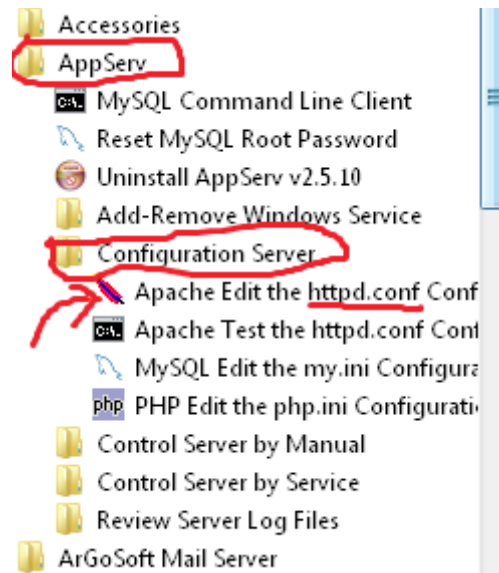 Accessories
AppServ
MySQL Command Line Client
Reset MySQL Root Password
Uninstall AppServ v2.5.10
Add-Remove Windows Service
Configuration Server
Apache Edit the httpd.conf Conf
Apache Test the httpd.conf Conf
MySQL Edit the my.ini Configura
php PHP Edit the php.ini Configurati
Control Server by Manual
Control Server by Service
Review Server Log Files
ArGoSoft Mail Server